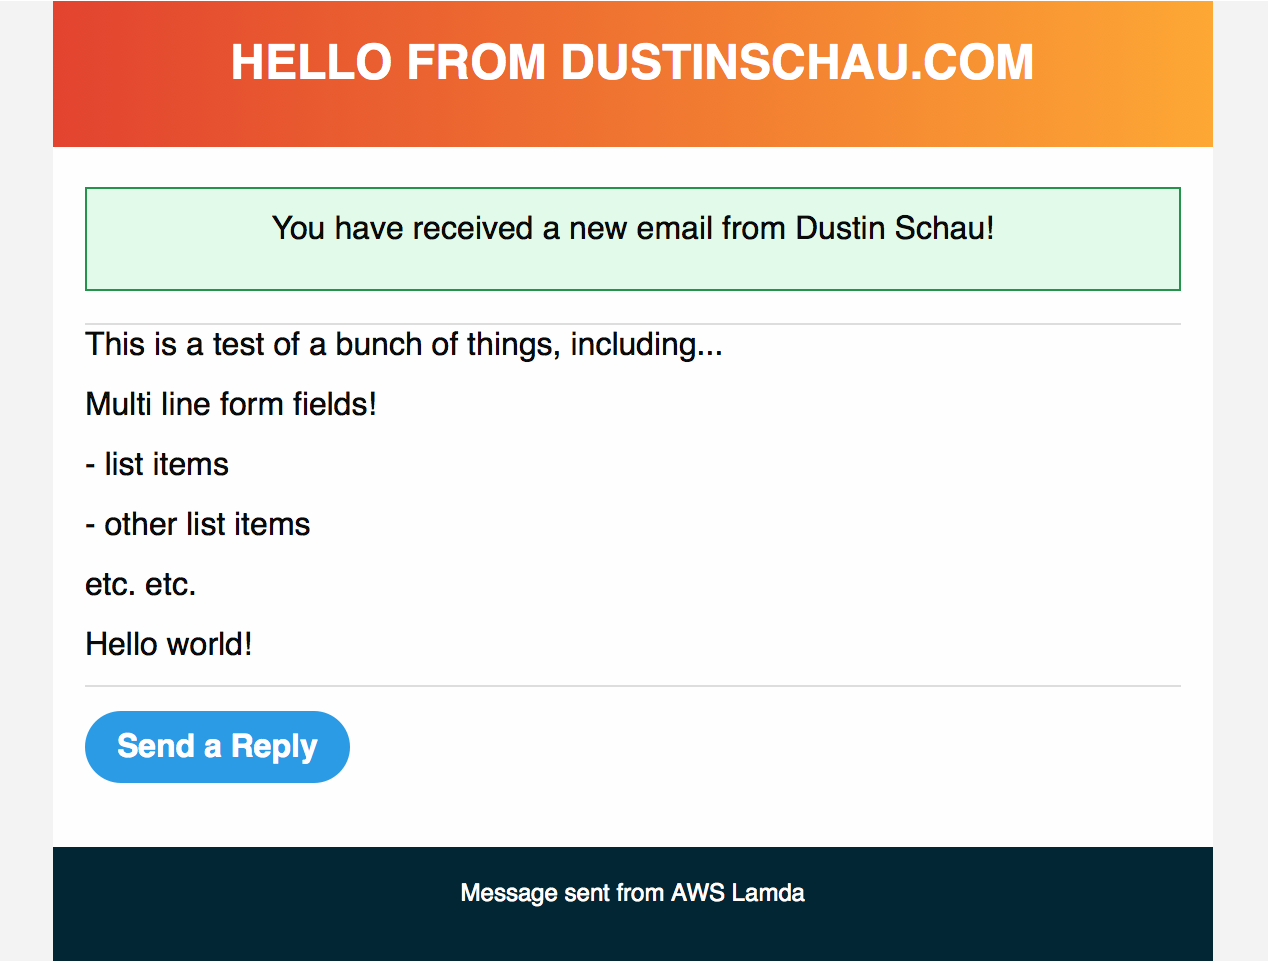 HELLO FROM DUSTINSCHAU.COM
You have received a new email from Dustin Schau!
This is a test of a bunch of things, including...
Multi line form fields!
- list items
- other list items
etc. etc.
Hello world!
Send a Reply
Message sent from AWS Lamda